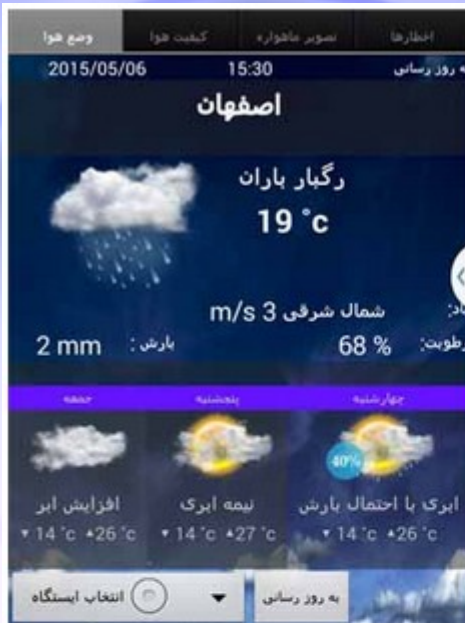 اخطارها تصویر ماهواره کیفیت هوا وضع هوا
به روز رسانی 15:30 2015/05/06
اصفهان
رگبار باران
19 °c
باد: شمال شرقی 3 m/s
رطوبت: 68 % بارش : 2 mm
چهارشنبه پنجشنبه جمعه
40%
ابری با احتمال بارش نیمه ابری افزایش ابر
▾ 14 °c ▴26 °c ▾ 14 °c ▴27 °c ▾ 14 °c ▴26 °c
به روز رسانی انتخاب ایستگاه